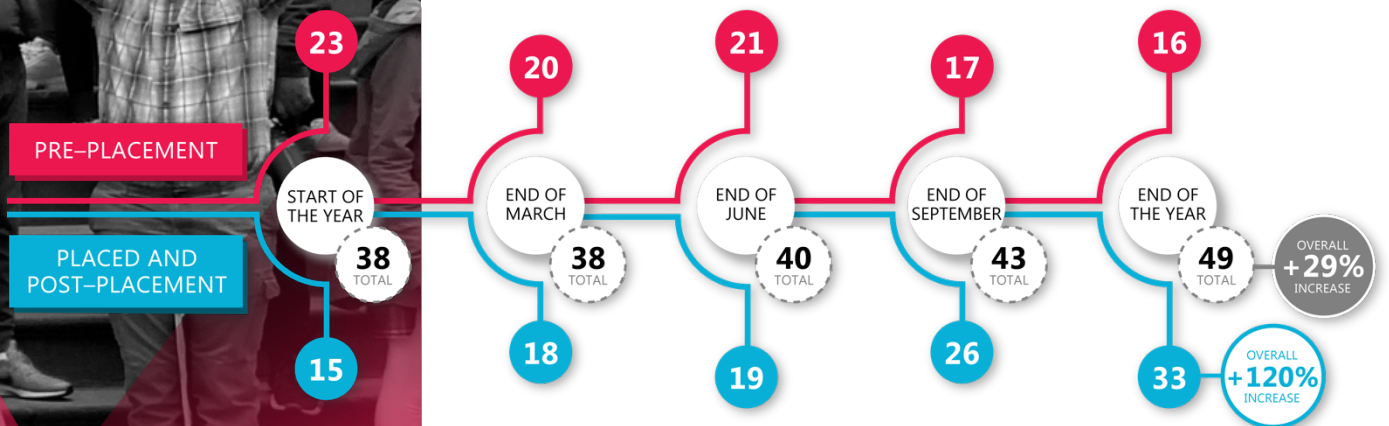 23
20
21
17
16
PRE–PLACEMENT
START OF
THE YEAR
END OF
MARCH
END OF
JUNE
END OF
SEPTEMBER
END OF
THE YEAR
PLACED AND
POST–PLACEMENT
38
TOTAL
38
TOTAL
40
TOTAL
43
TOTAL
49
TOTAL
OVERALL
+29%
INCREASE
15
18
19
26
33
OVERALL
+120%
INCREASE